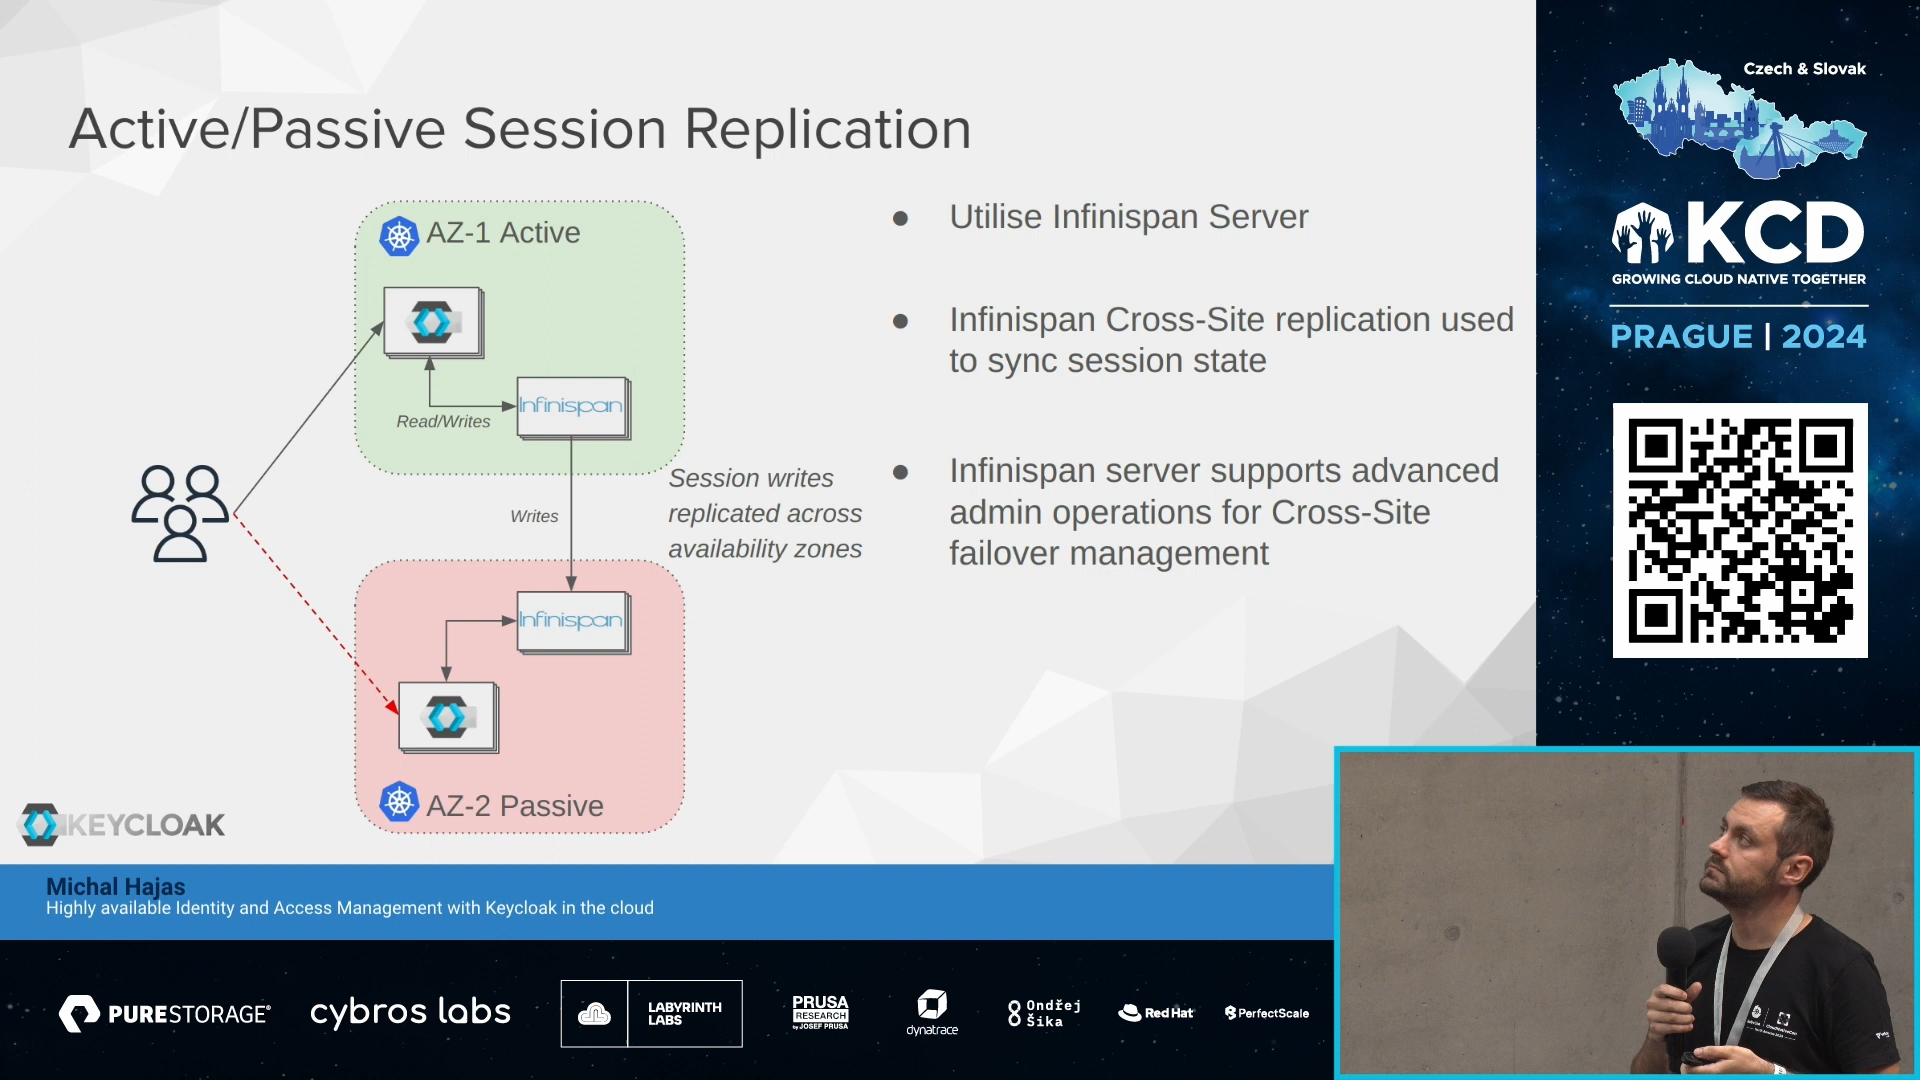 Active/Passive Session Replication
AZ-1 Active
Read/Writes
Infinispan
Writes
Session writes
replicated across
availability zones
Infinispan
AZ-2 Passive
● Utilise Infinispan Server
● Infinispan Cross-Site replication used
to sync session state
● Infinispan server supports advanced
admin operations for Cross-Site
failover management
KEYCLOAK
Czech & Slovak
KCD
GROWING CLOUD NATIVE TOGETHER
PRAGUE | 2024
Michal Hajas
Highly available Identity and Access Management with Keycloak in the cloud
PURESTORAGE®
cybros labs
LABYRINTH
LABS
PRUSA
RESEARCH
by JOSEF PRUSA
dynatrace
Ondřej
Šika
Red Hat
PerfectScale